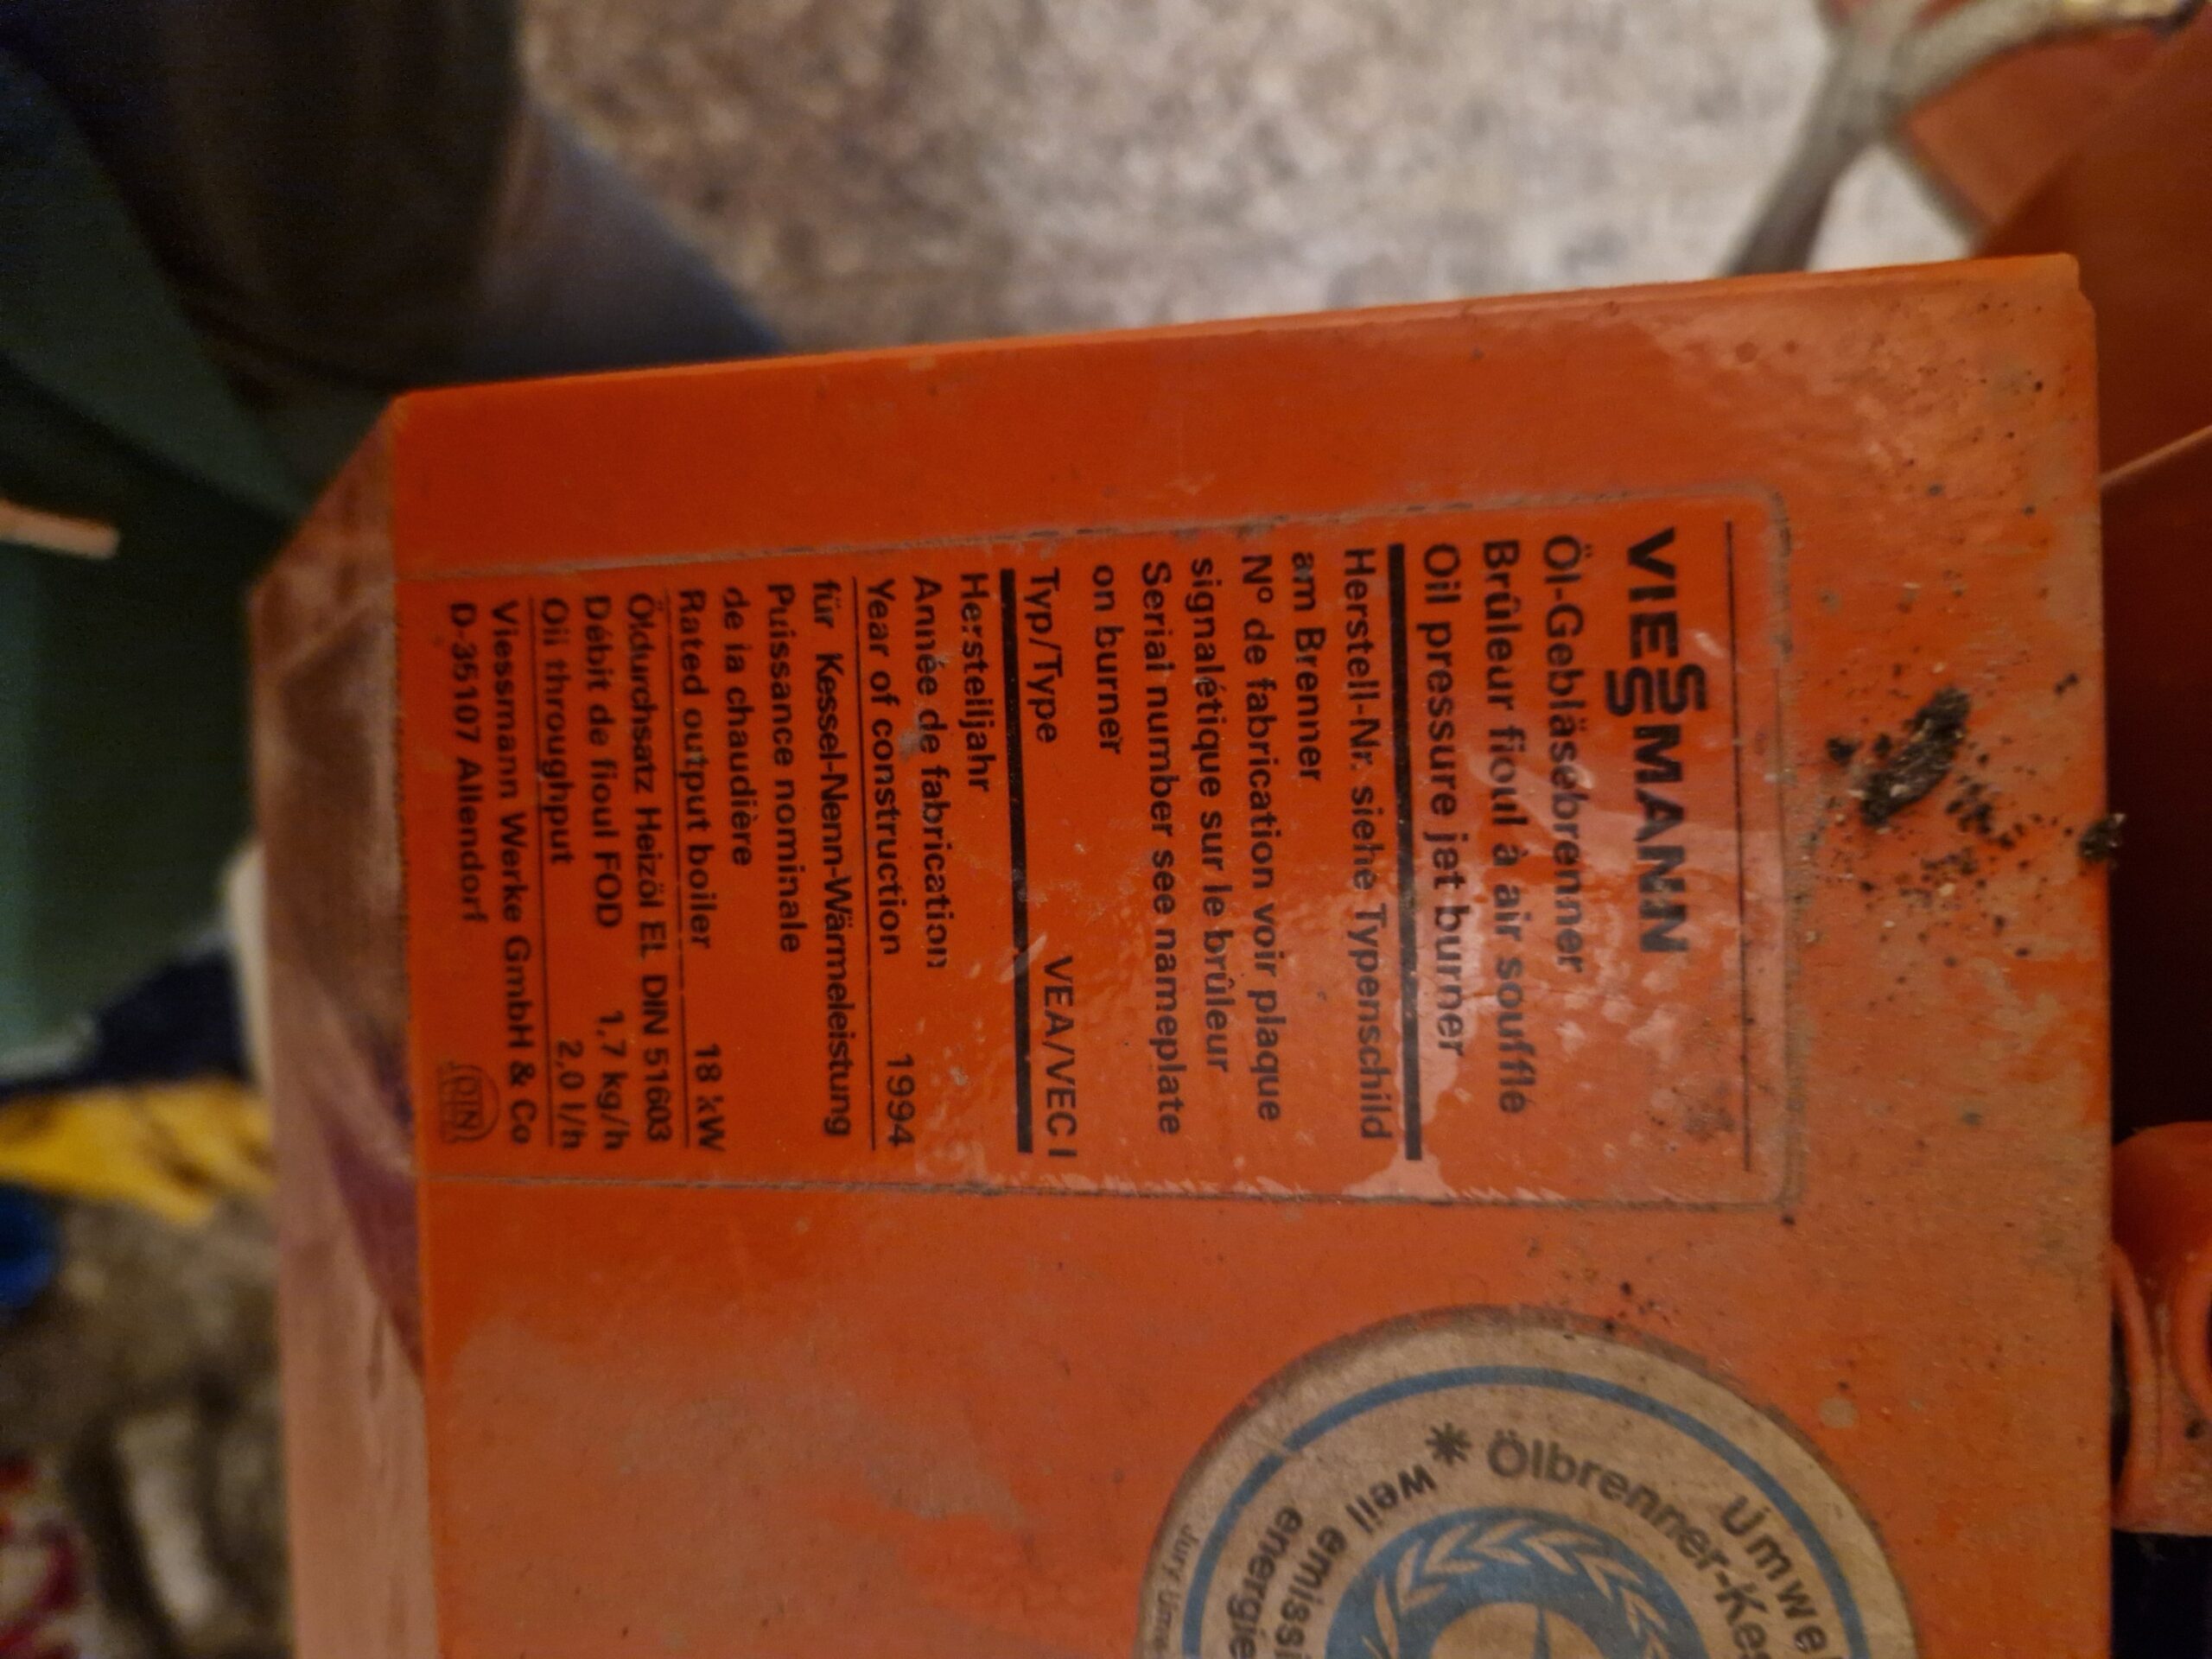 VIESSMANN
Öl-Gebläsebrenner
Brûleur fioul à air soufflé
Oil pressure jet burner
Herstell-Nr. siehe Typenschild
am Brenner
Nº de fabrication voir plaque
signalétique sur le brûleur
Serial number see nameplate
on burner
Typ/Type VEA/VEC I
Herstelljahr
Année de fabrication
Year of construction 1994
für Kessel-Nenn-Wärmeleistung
Puissance nominale
de la chaudière
Rated output boiler 18 kW
Öldurchsatz Heizöl EL DIN 51603
Débit de fioul FOD 1,7 kg/h
Oil throughput 2,0 l/h
Viessmann Werke GmbH & Co
D-35107 Allendorf
DIN
Umwel
* Ölbrenner-Kes
weil emissi
energie
Jury Umw